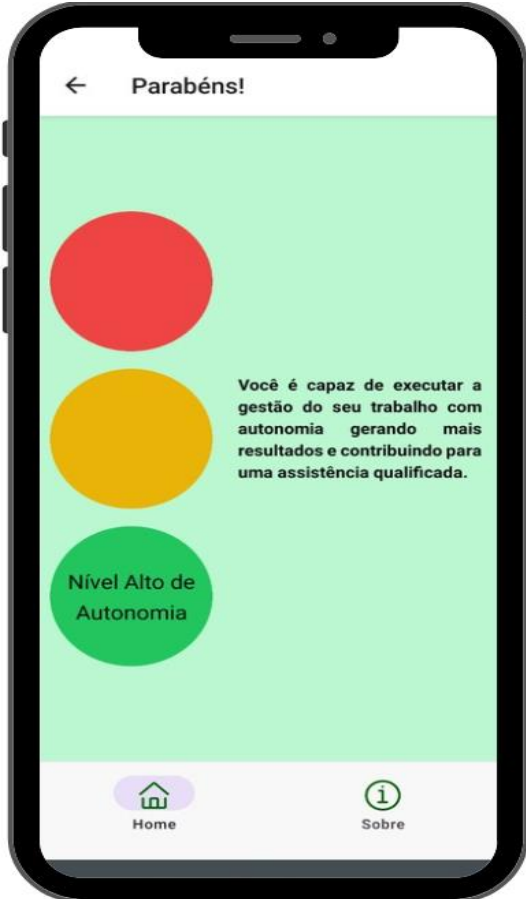 Parabéns!
Você é capaz de executar a
gestão do seu trabalho com
autonomia gerando mais
resultados e contribuindo para
uma assistência qualificada.
Nível Alto de
Autonomia
Home
Sobre